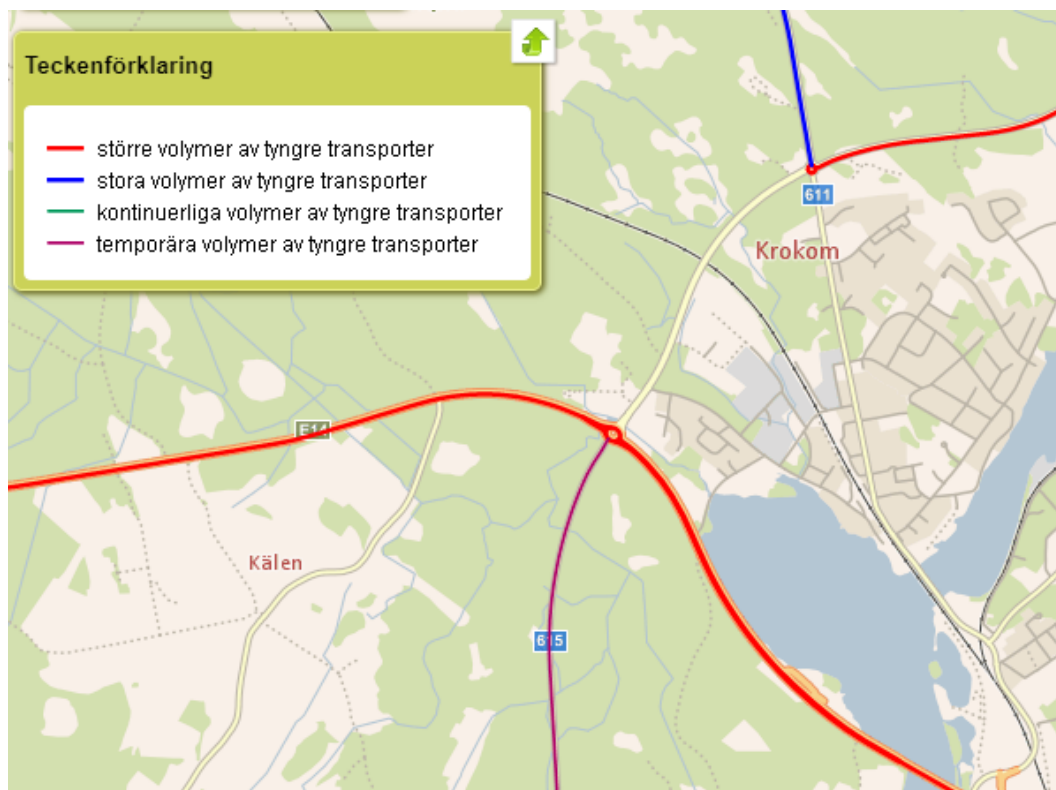 Teckenförklaring
större volymer av tyngre transporter
stora volymer av tyngre transporter
kontinuerliga volymer av tyngre transporter
temporära volymer av tyngre transporter
611
Krokom
E14
Kälen
615